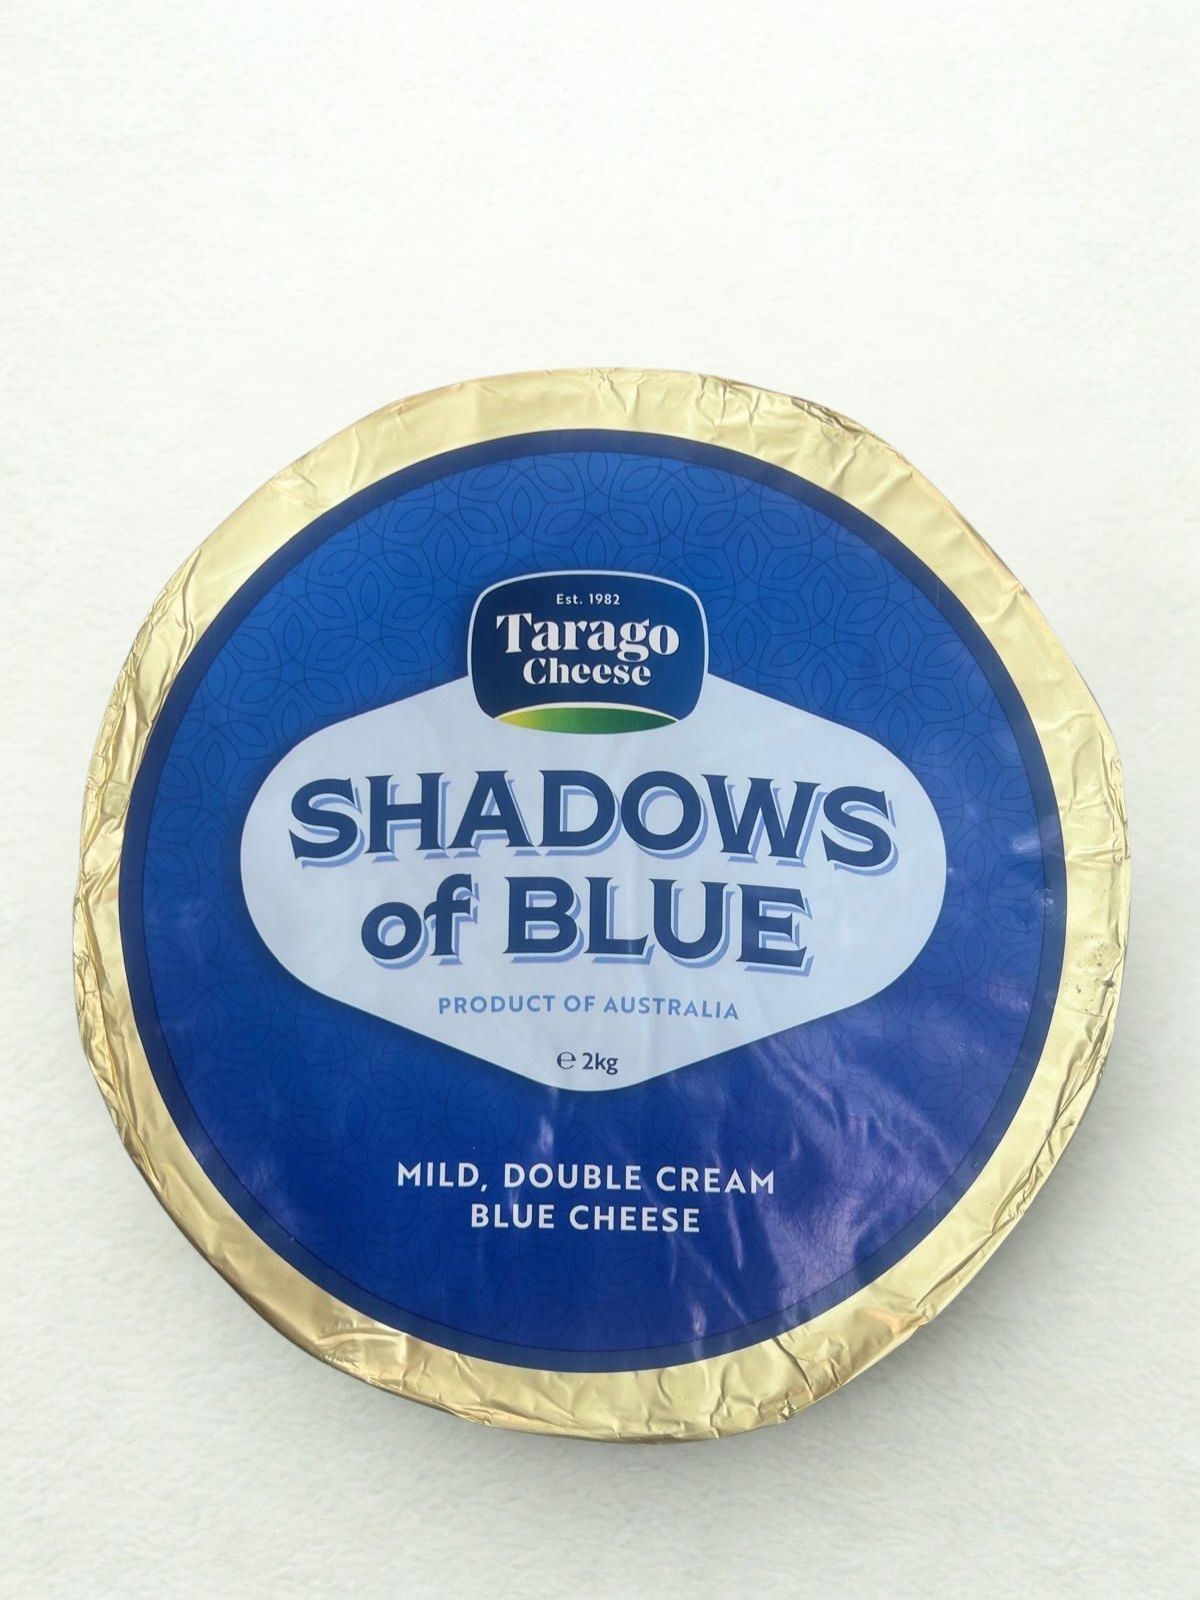 Est. 1982
Tarago
Cheese
SHADOWS
of BLUE
PRODUCT OF AUSTRALIA
℮ 2kg
MILD, DOUBLE CREAM
BLUE CHEESE